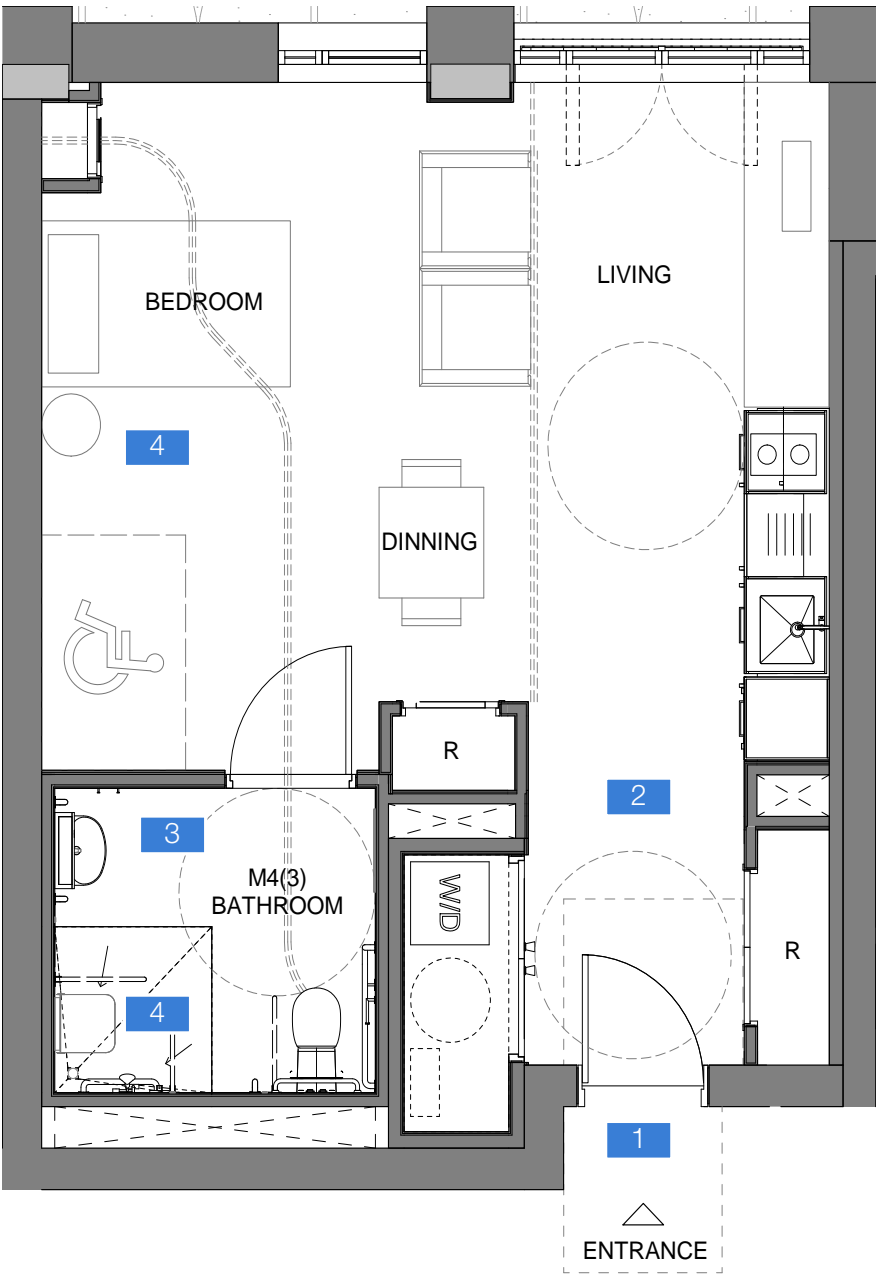 LIVING
BEDROOM
4
DINNING
R
2
3
M4(3)
BATHROOM
W/D
R
4
1
ENTRANCE